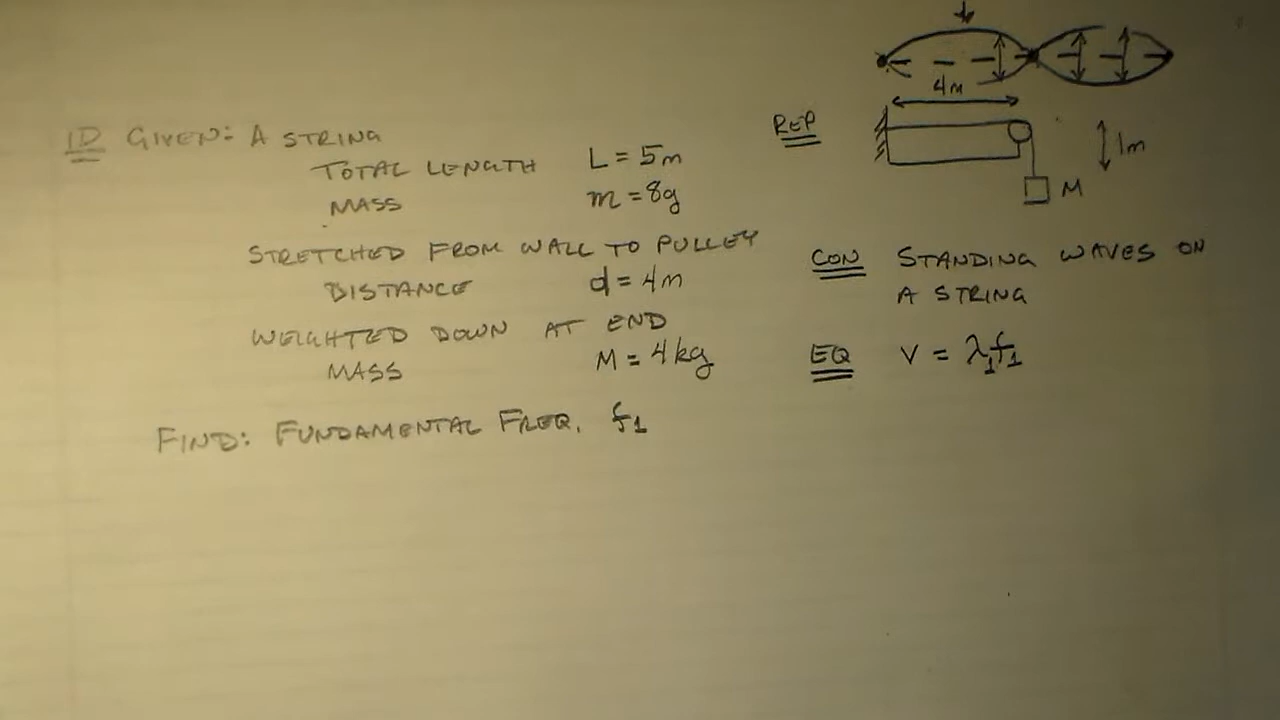 ID GIVEN: A STRING
TOTAL LENGTH L = 5m
MASS m = 8g
STRETCHED FROM WALL TO PULLEY
DISTANCE d = 4m
WEIGHTED DOWN AT END
MASS M = 4kg
FIND: FUNDAMENTAL FREQ. f1
4m
REP
1m
M
CON STANDING WAVES ON
A STRING
EQ V = λ1f1